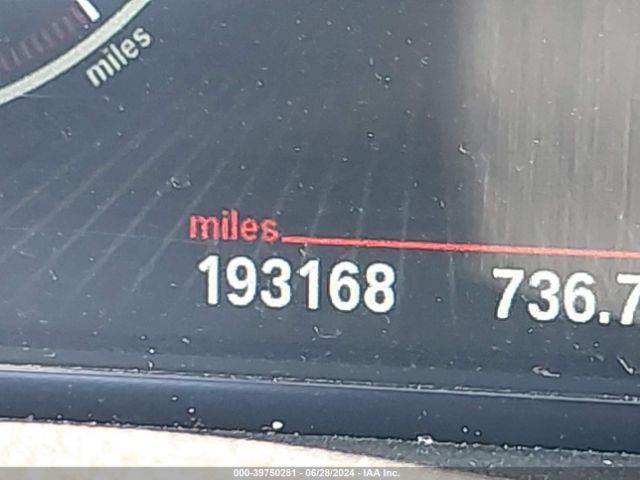 miles
miles
193168 736.7
000-39750281 - 06/28/2024 - IAA Inc.